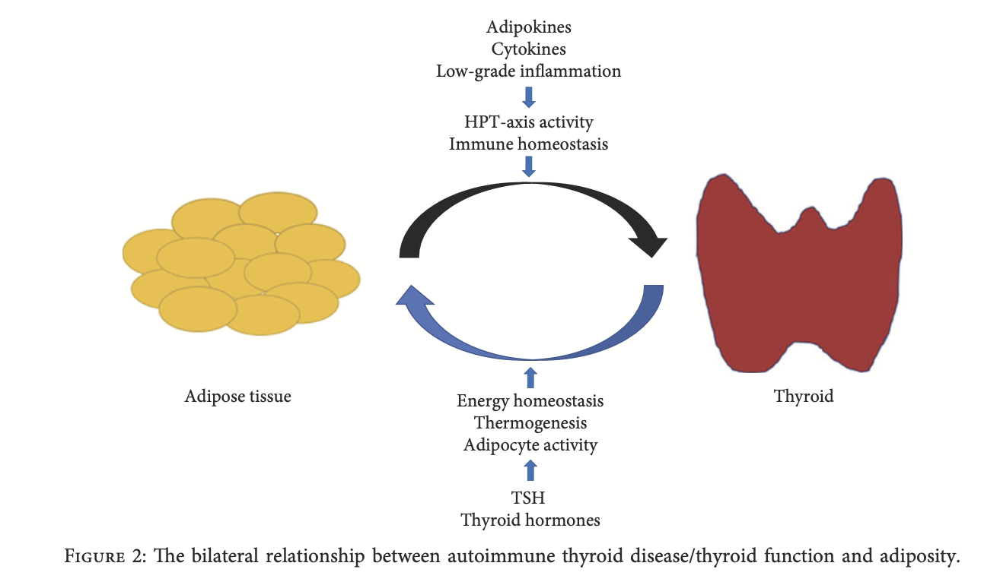 Adipokines
Cytokines
Low-grade inflammation
HPT-axis activity
Immune homeostasis
Adipose tissue
Thyroid
Energy homeostasis
Thermogenesis
Adipocyte activity
TSH
Thyroid hormones
Figure 2: The bilateral relationship between autoimmune thyroid disease/thyroid function and adiposity.